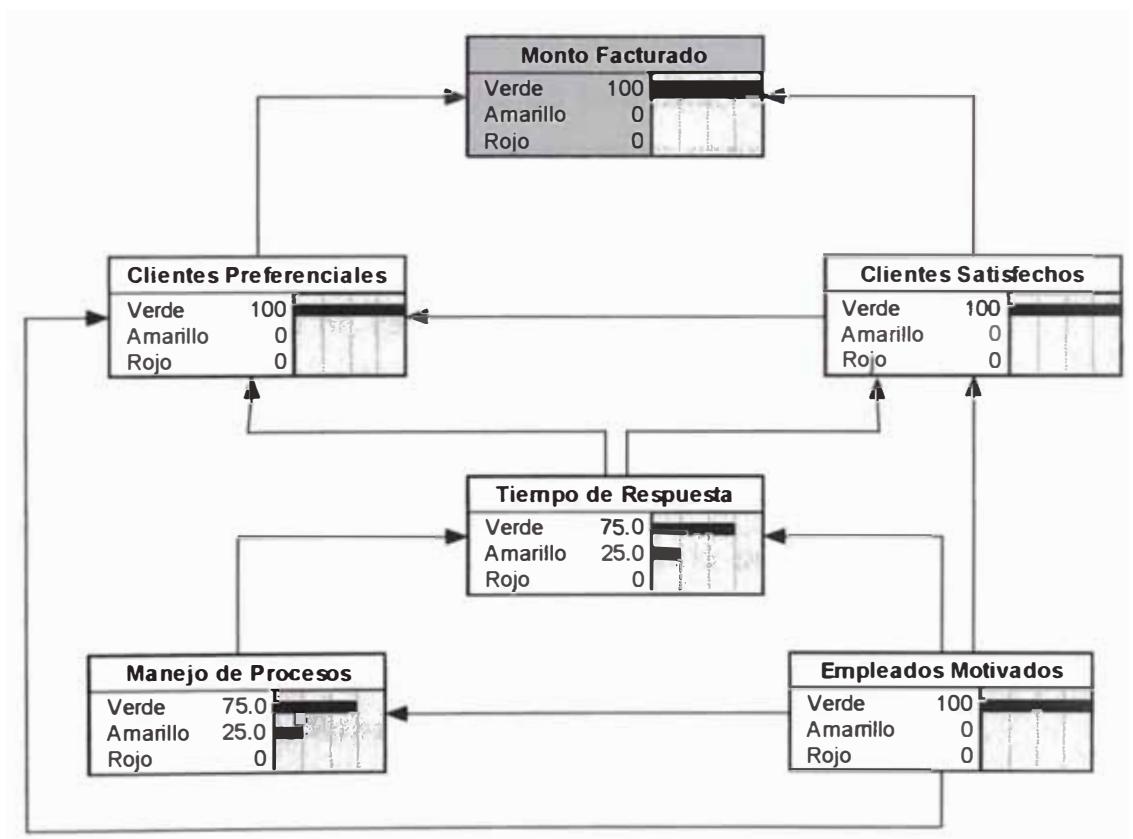 Monto Facturado
Verde 100
Amarillo 0
Rojo 0
Clientes Preferenciales
Verde 100
Amarillo 0
Rojo 0
Clientes Satisfechos
Verde 100
Amarillo 0
Rojo 0
Tiempo de Respuesta
Verde 75.0
Amarillo 25.0
Rojo 0
Manejo de Procesos
Verde 75.0
Amarillo 25.0
Rojo 0
Empleados Motivados
Verde 100
Amarillo 0
Rojo 0